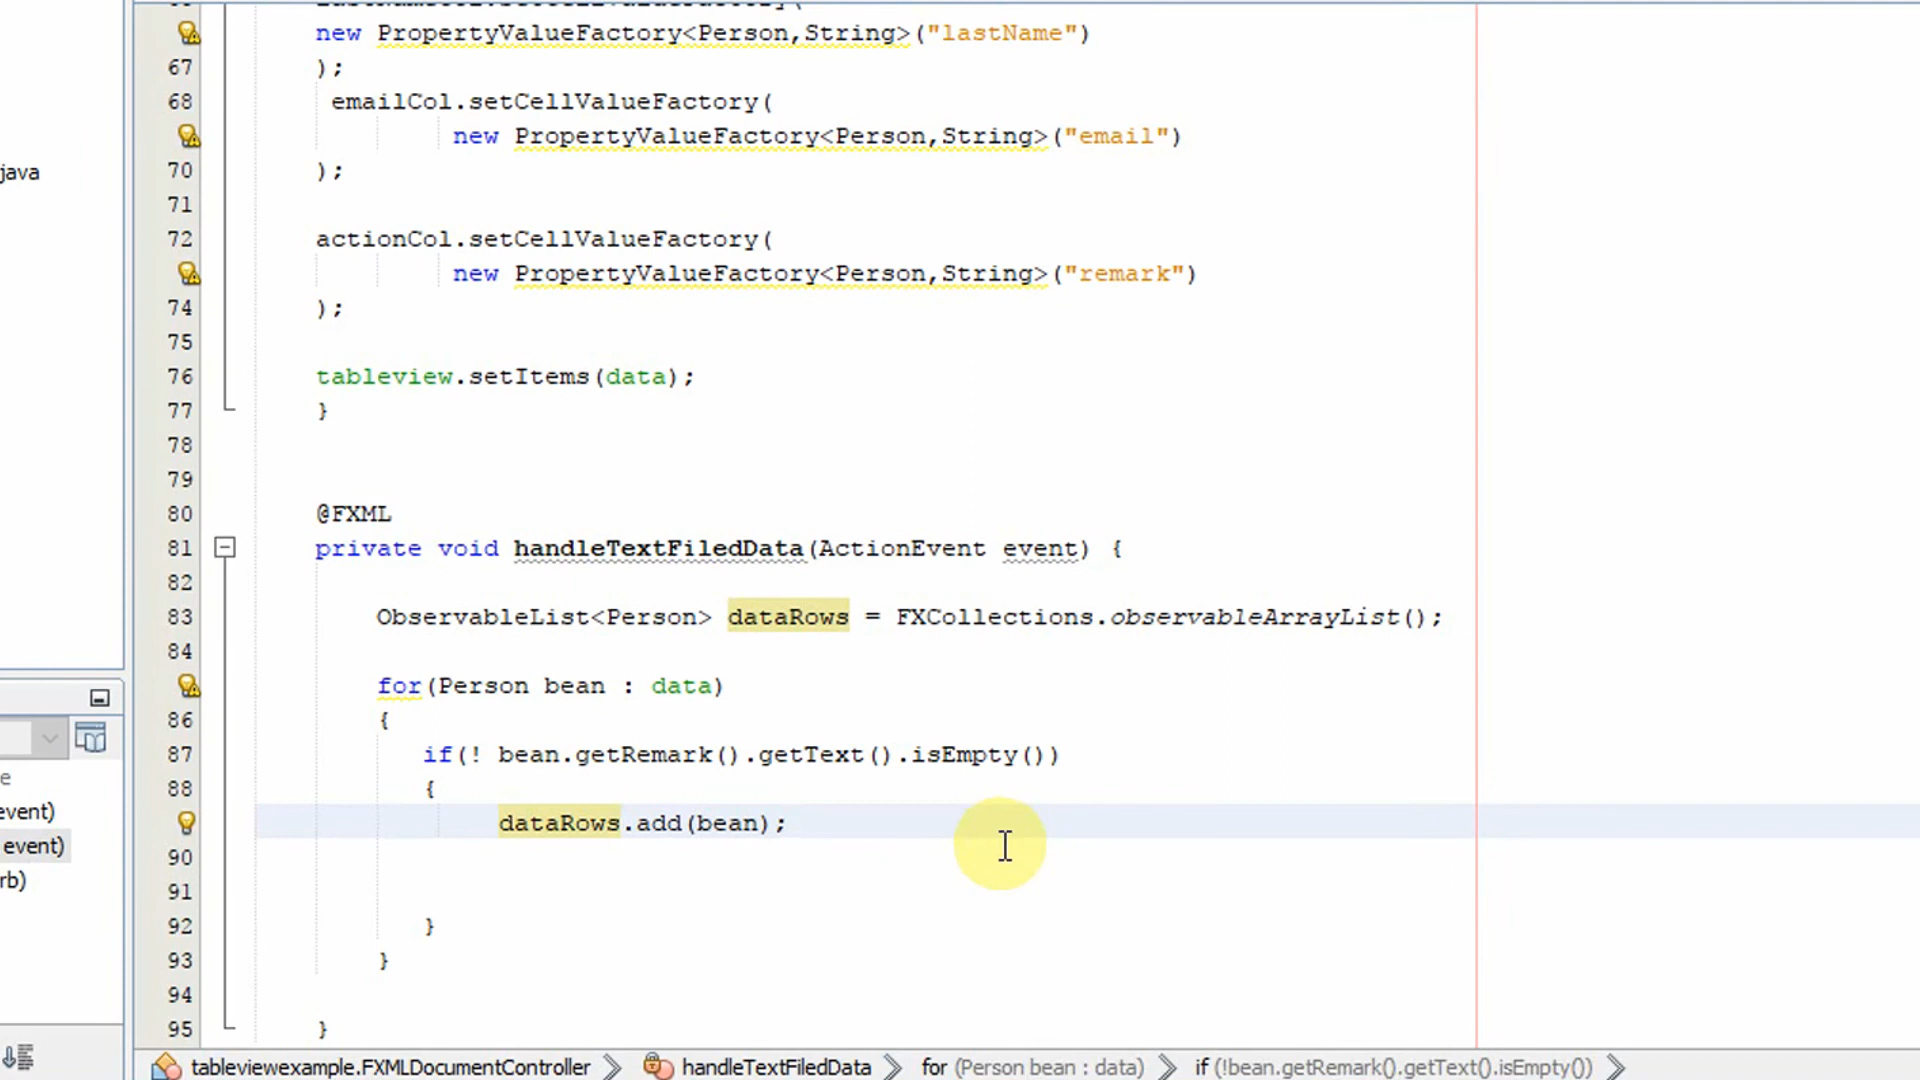 new PropertyValueFactory<Person,String>("lastName")
67 );
68 emailCol.setCellValueFactory(
new PropertyValueFactory<Person,String>("email")
70 );
71
72 actionCol.setCellValueFactory(
new PropertyValueFactory<Person,String>("remark")
74 );
75
76 tableview.setItems(data);
77 }
78
79
80 @FXML
81 private void handleTextFiledData(ActionEvent event) {
82
83 ObservableList<Person> dataRows = FXCollections.observableArrayList();
84
for(Person bean : data)
86 {
87 if(! bean.getRemark().getText().isEmpty())
88 {
dataRows.add(bean);
90
91
92 }
93 }
94
95 }
java
e
event)
event)
rb)
tableviewexample.FXMLDocumentController handleTextFiledData for (Person bean : data) if (!bean.getRemark().getText().isEmpty())